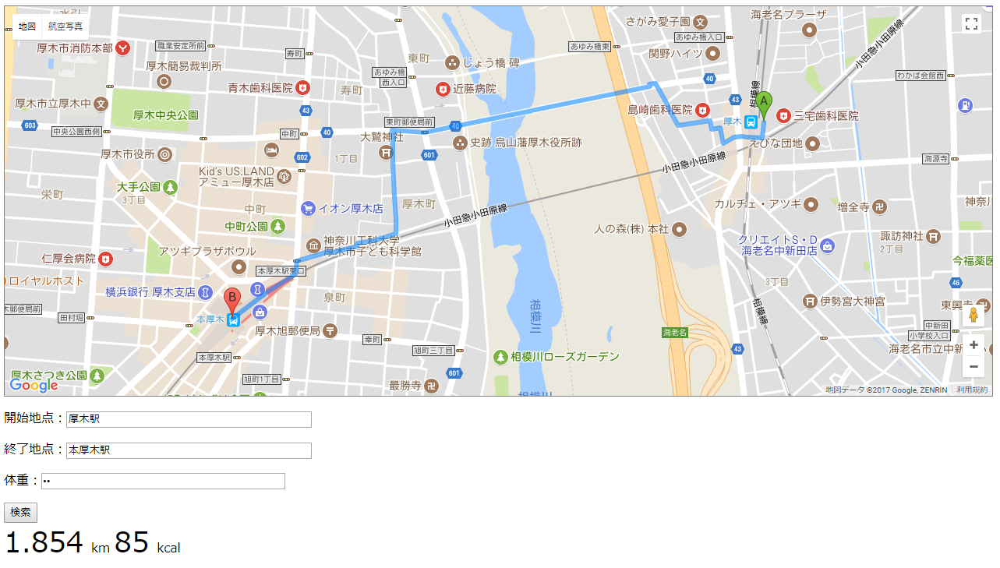 水引
地図 航空写真
厚木市消防本部
職業安定所前
寿町
東町
じょう橋 碑
あゆみ橋東
さがみ愛子園
あゆみ橋入口
海老名プラーザ
関野ハイツ
小田急小田原線
厚木簡易裁判所
あゆみ橋
西入口
青木歯科医院
寿町
近藤病院
40
43
相模線
A
わかば会館西
厚木市立厚木中
厚木中央公園
43
島崎歯科医院
厚木
三宅歯科医院
603
中央公園西側
中町
40
東町郵便局前
40
大鷲神社
史跡 烏山藩厚木役所跡
えびな団地
厚木市役所
602
1丁目
601
小田急小田原線
海源寺
Kid's US.LAND
アミュー厚木店
大手公園
3丁目
栄町
中町
イオン厚木店
厚木町
小田急小田原線
カルチェ・アツギ
増全寺
神奈川
中町公園
人の森(株) 本社
神奈川工科大学
厚木市子ども科学館
クリエイトS・D
海老名中新田店
諏訪神社
2丁目
アツギプラザボウル
仁厚会病院
本厚木駅東口
今福薬医
ロイヤルホスト
横浜銀行 厚木支店
B
泉町
3丁目
46
相模川
相模線
伊勢宮大神宮
東興寺
木郵便局前
田村堀
本厚木
厚木旭郵便局
海老名
中新田
小学校入口
幸町
旭町三丁目
43
海老名市立中新
本厚木駅
相模川ローズガーデン
厚木さつき公園
旭町1丁目
601
最勝寺
Google
相模川
地図データ ©2017 Google, ZENRIN 利用規約
開始地点：厚木駅
終了地点：本厚木駅
体重：••
検索
1.854 km 85 kcal